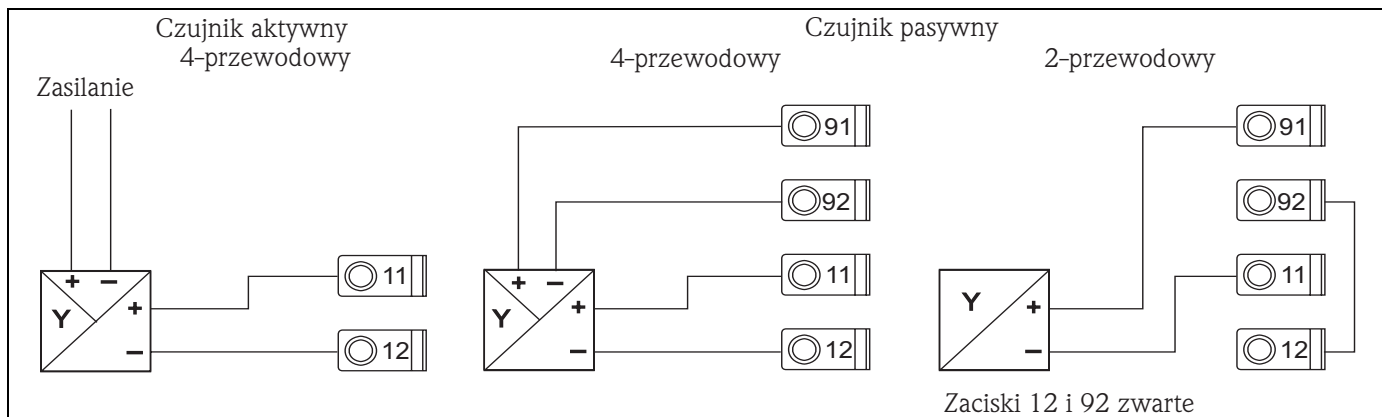 Czujnik aktywny
4-przewodowy
Czujnik pasywny
4-przewodowy
2-przewodowy
Zasilanie
91
91
92
92
+ −
Y
+
−
11
12
+ −
Y
+
−
11
12
Y
+
−
11
12
Zaciski 12 i 92 zwarte